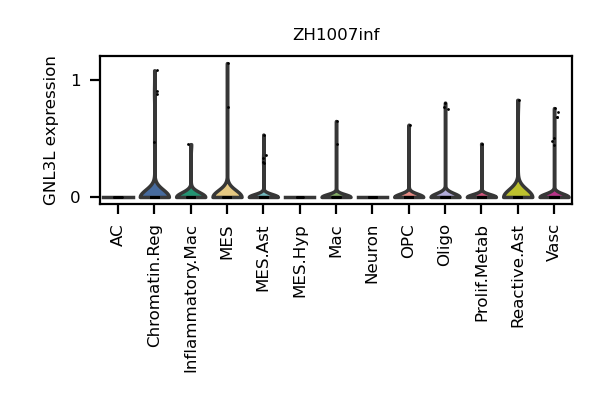 ZH1007inf
GNL3L expression
1
0
AC
Chromatin.Reg
Inflammatory.Mac
MES
MES.Ast
MES.Hyp
Mac
Neuron
OPC
Oligo
Prolif.Metab
Reactive.Ast
Vasc